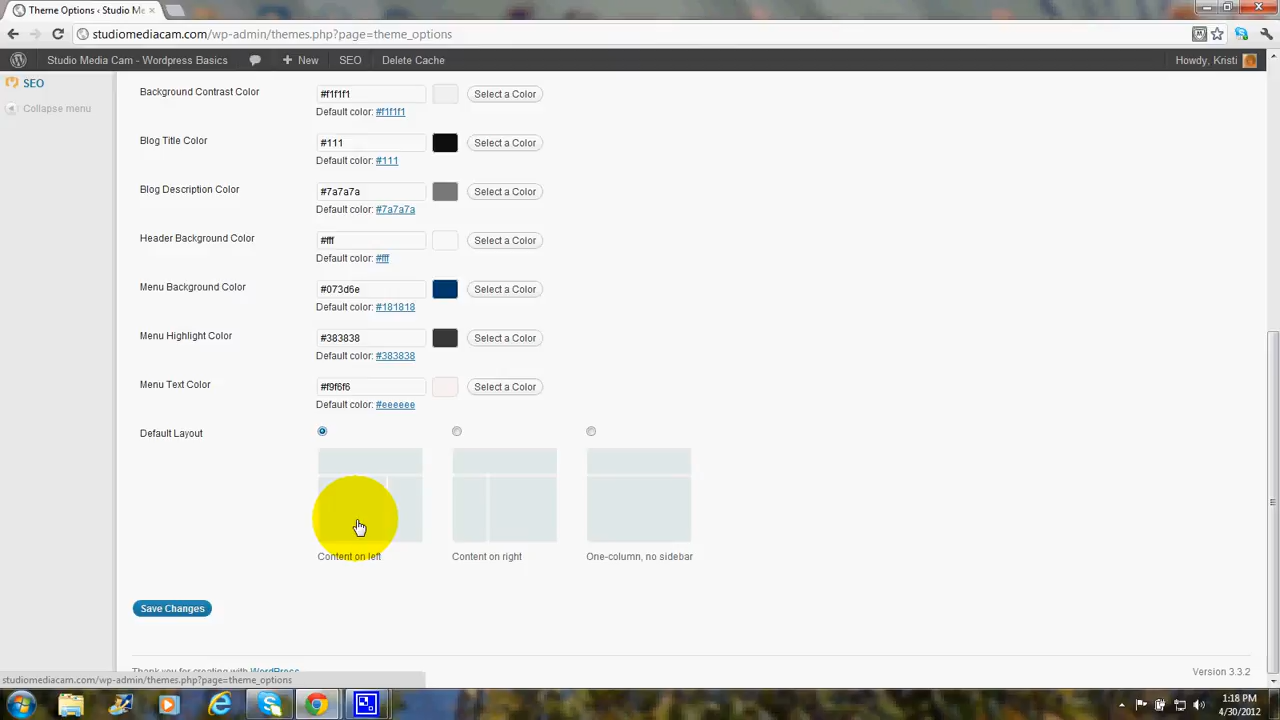 Theme Options ‹ Studio Me
studiomediacam.com/wp-admin/themes.php?page=theme_options
Studio Media Cam - Wordpress Basics
New
SEO
Delete Cache
Howdy, Kristi
SEO
Collapse menu
Background Contrast Color
#f1f1f1
Select a Color
Default color: #f1f1f1
Blog Title Color
#111
Select a Color
Default color: #111
Blog Description Color
#7a7a7a
Select a Color
Default color: #7a7a7a
Header Background Color
#fff
Select a Color
Default color: #fff
Menu Background Color
#073d6e
Select a Color
Default color: #181818
Menu Highlight Color
#383838
Select a Color
Default color: #383838
Menu Text Color
#f9f6f6
Select a Color
Default color: #eeeeee
Default Layout
Content on left
Content on right
One-column, no sidebar
Save Changes
Thank you for creating with WordPress
Version 3.3.2
studiomediacam.com/wp-admin/themes.php?page=theme_options
1:18 PM
4/30/2012